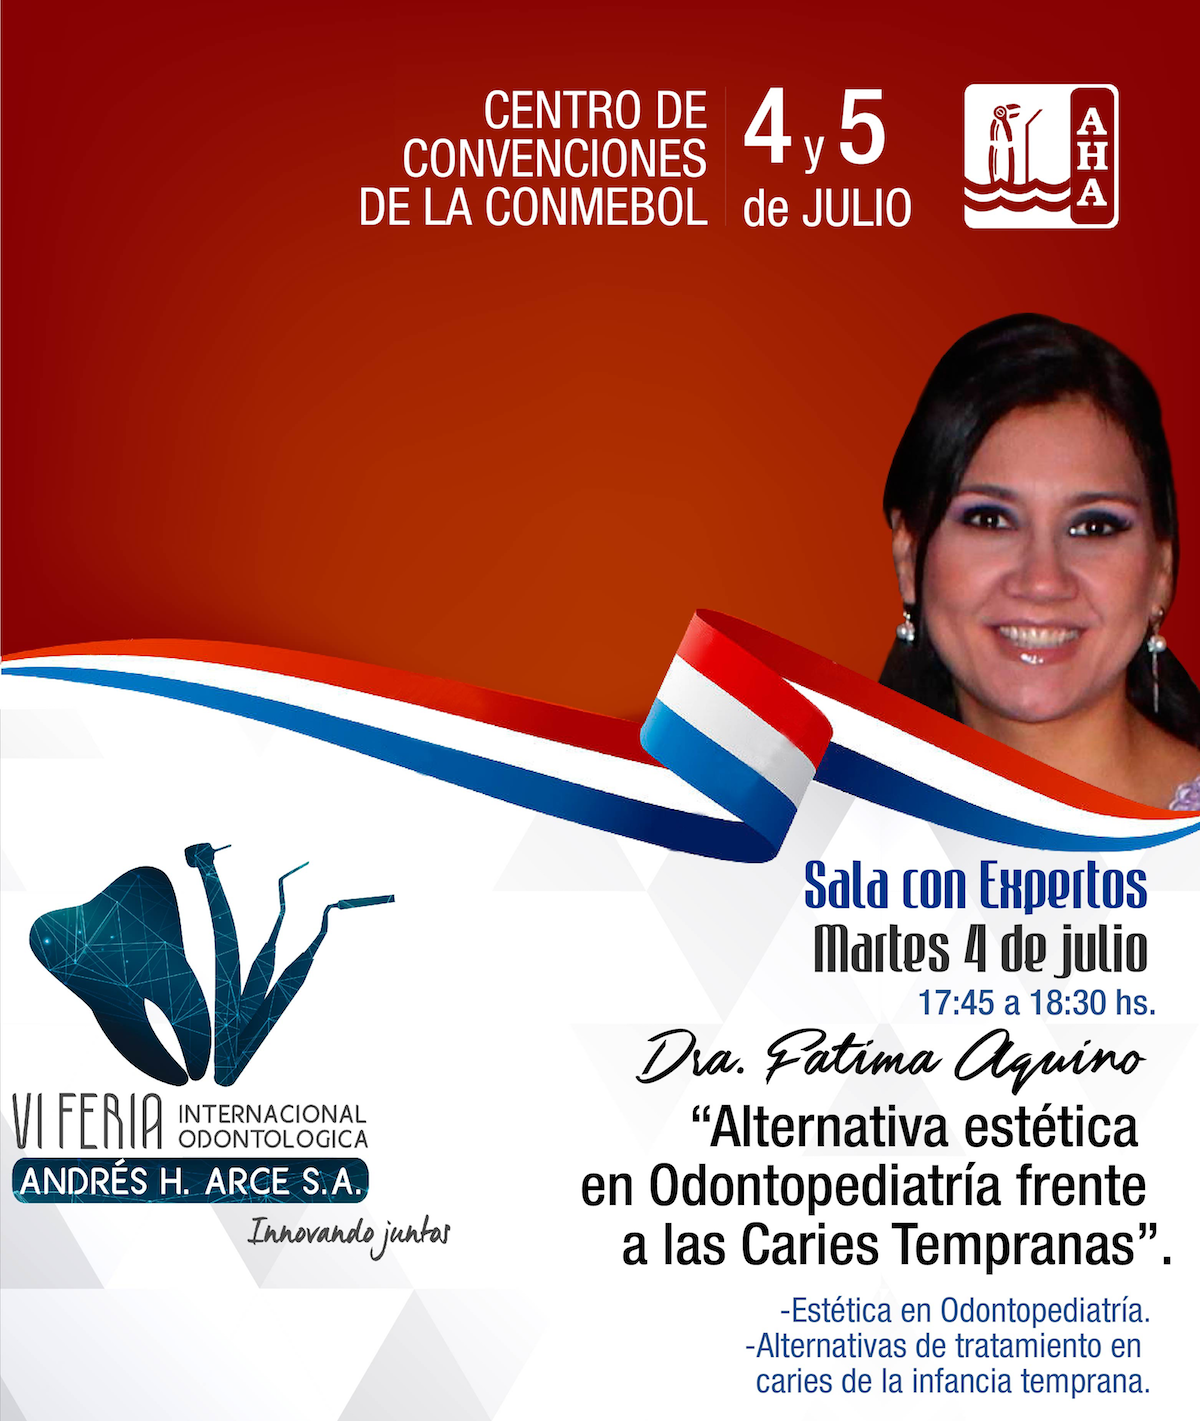 CENTRO DE
CONVENCIONES
DE LA CONMEBOL
4 y 5
de JULIO
AHA
Sala con Expertos
Martes 4 de julio
17:45 a 18:30 hs.
Dra. Fatima Aquino
“Alternativa estética
en Odontopediatría frente
a las Caries Tempranas”.
-Estética en Odontopediatría.
-Alternativas de tratamiento en
caries de la infancia temprana.
VI FERIA INTERNACIONAL
ODONTOLOGICA
ANDRÉS H. ARCE S.A.
Innovando juntos